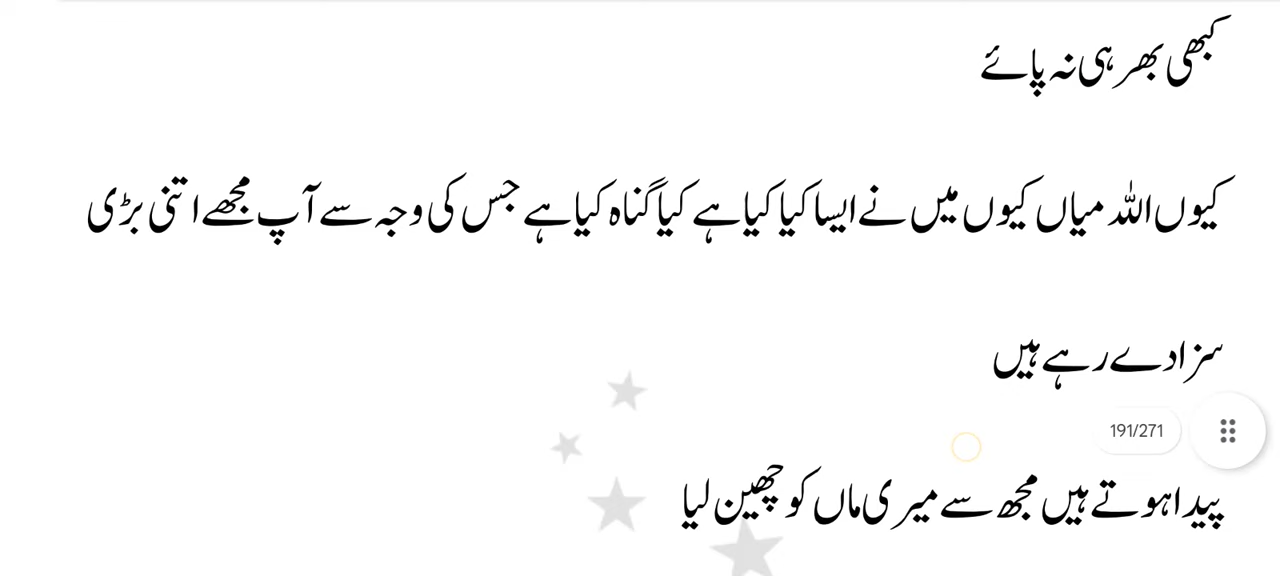 کبھی بھر ہی نہ پائے
کیوں اللہ میاں کیوں میں نے ایسا کیا کیا ہے کیا گناہ کیا ہے جس کی وجہ سے آپ مجھے اتنی بڑی
سزا دے رہے ہیں
191/271
پیدا ہوتے ہیں مجھ سے میری ماں کو چھین لیا